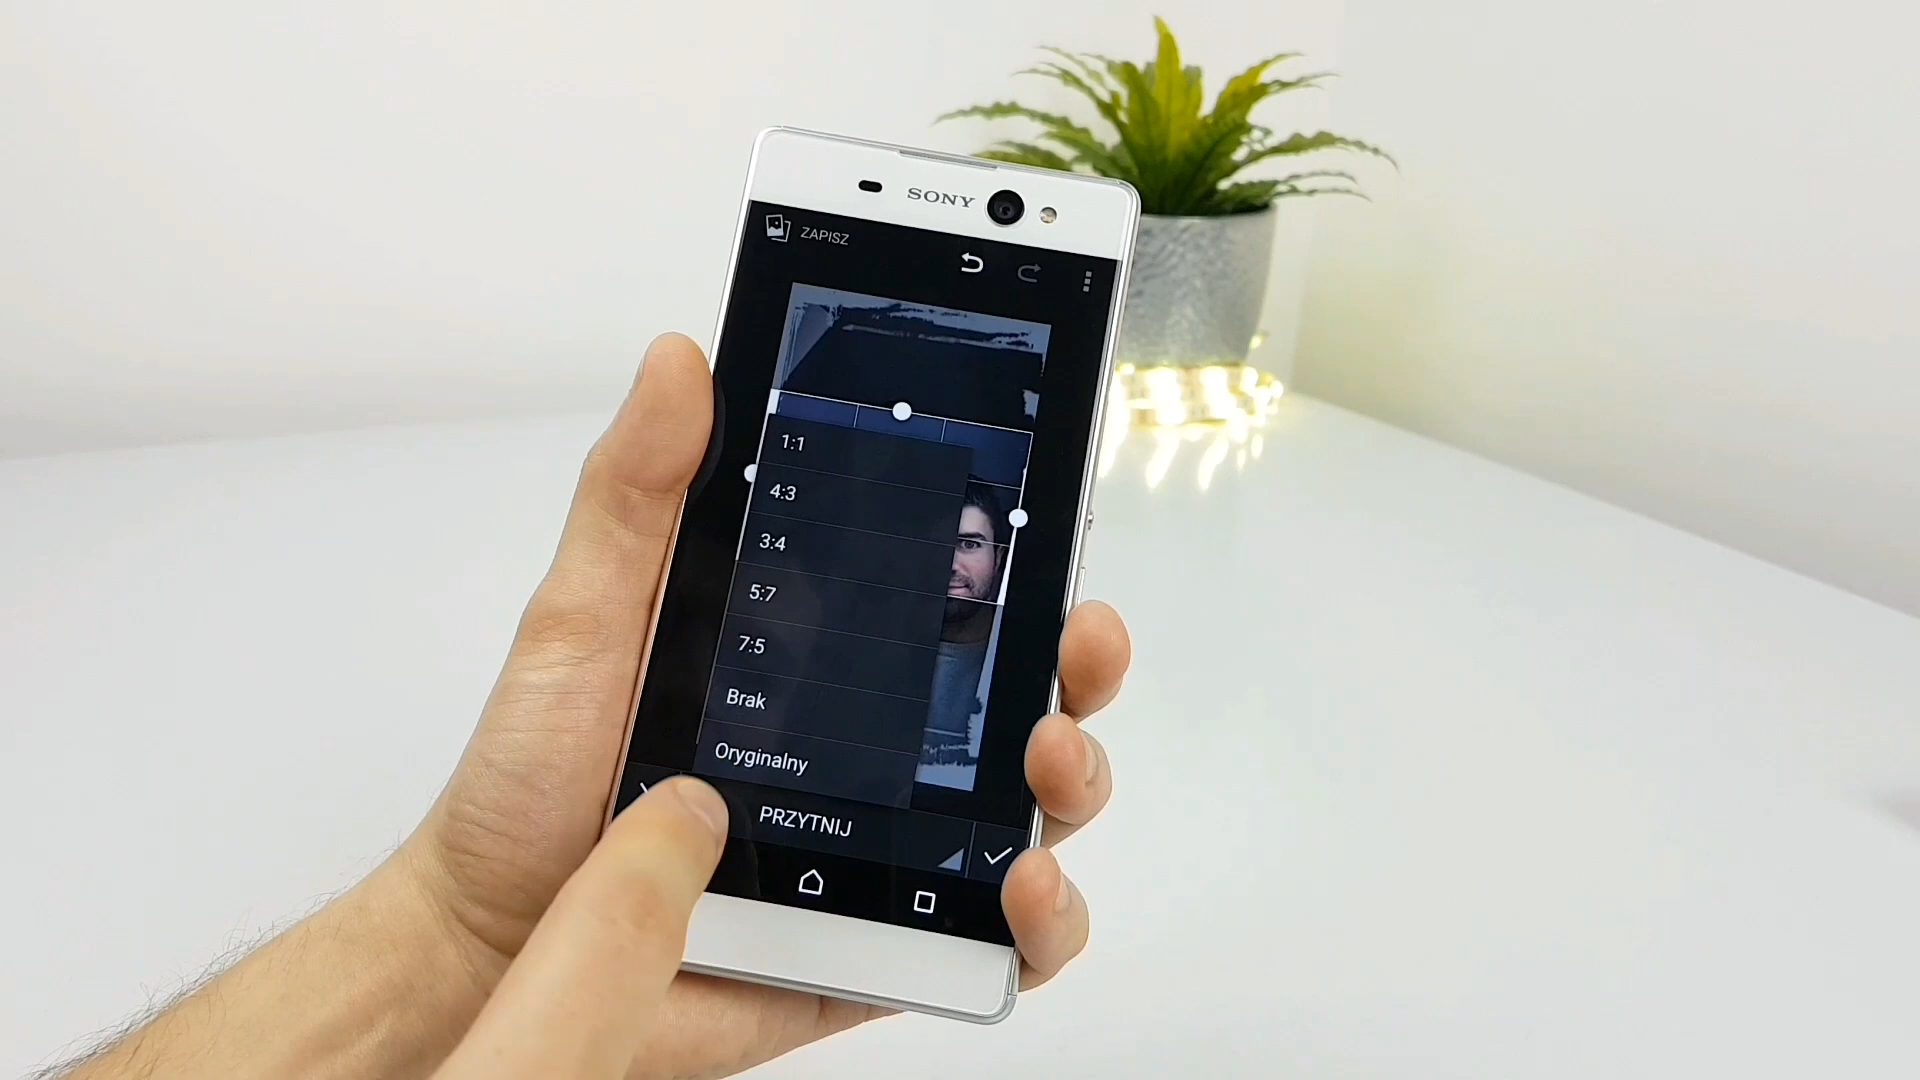 SONY
ZAPISZ
1:1
4:3
3:4
5:7
7:5
Brak
Oryginalny
PRZYTNIJ